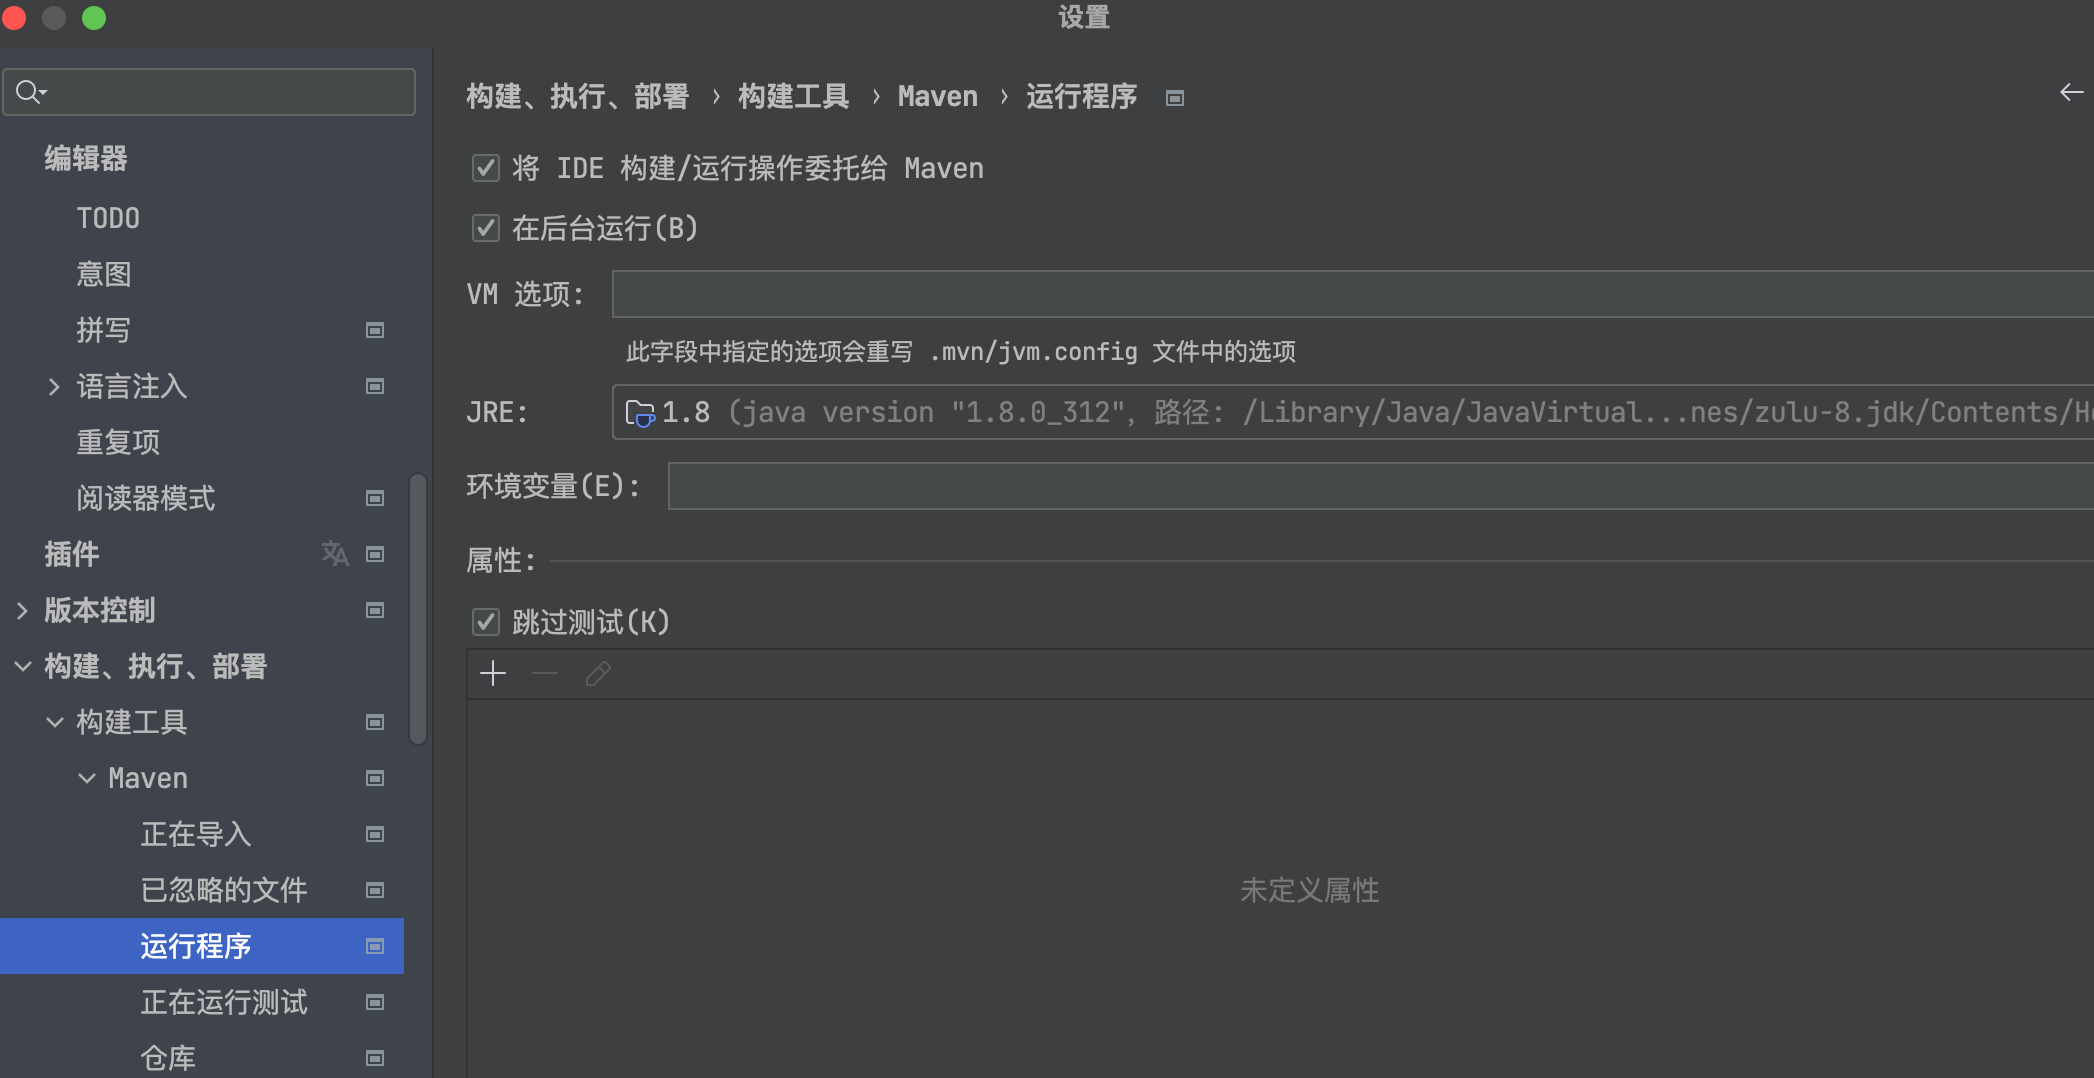 设置
编辑器
TODO
意图
拼写
语言注入
重复项
阅读器模式
插件
版本控制
构建、执行、部署
构建工具
Maven
正在导入
已忽略的文件
运行程序
正在运行测试
仓库
构建、执行、部署 › 构建工具 › Maven › 运行程序
将 IDE 构建/运行操作委托给 Maven
在后台运行(B)
VM 选项:
此字段中指定的选项会重写 .mvn/jvm.config 文件中的选项
JRE: 1.8 (java version "1.8.0_312", 路径: /Library/Java/JavaVirtual...nes/zulu-8.jdk/Contents/H
环境变量(E):
属性:
跳过测试(K)
未定义属性